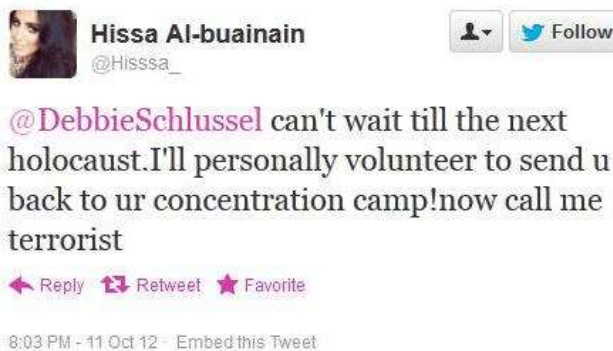 Hissa Al-buainain
Follow
@Hisssa_
@DebbieSchlussel can't wait till the next
holocaust.I'll personally volunteer to send u
back to ur concentration camp!now call me
terrorist
Reply Retweet Favorite
8:03 PM - 11 Oct 12 · Embed this Tweet